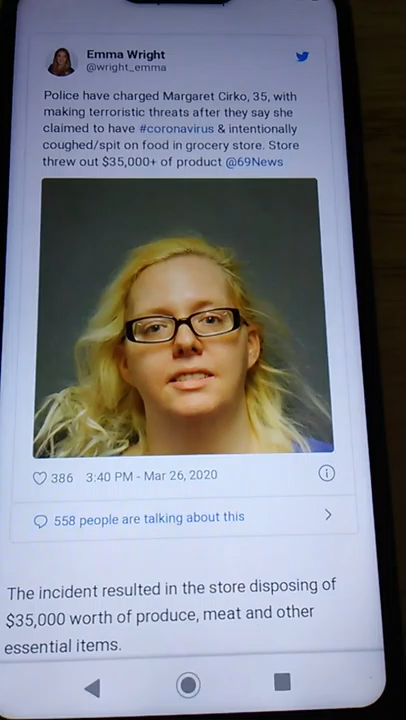 Emma Wright
@wright_emma
Police have charged Margaret Cirko, 35, with
making terroristic threats after they say she
claimed to have #coronavirus & intentionally
coughed/spit on food in grocery store. Store
threw out $35,000+ of product @69News
386 3:40 PM - Mar 26, 2020
558 people are talking about this
The incident resulted in the store disposing of
$35,000 worth of produce, meat and other
essential items.